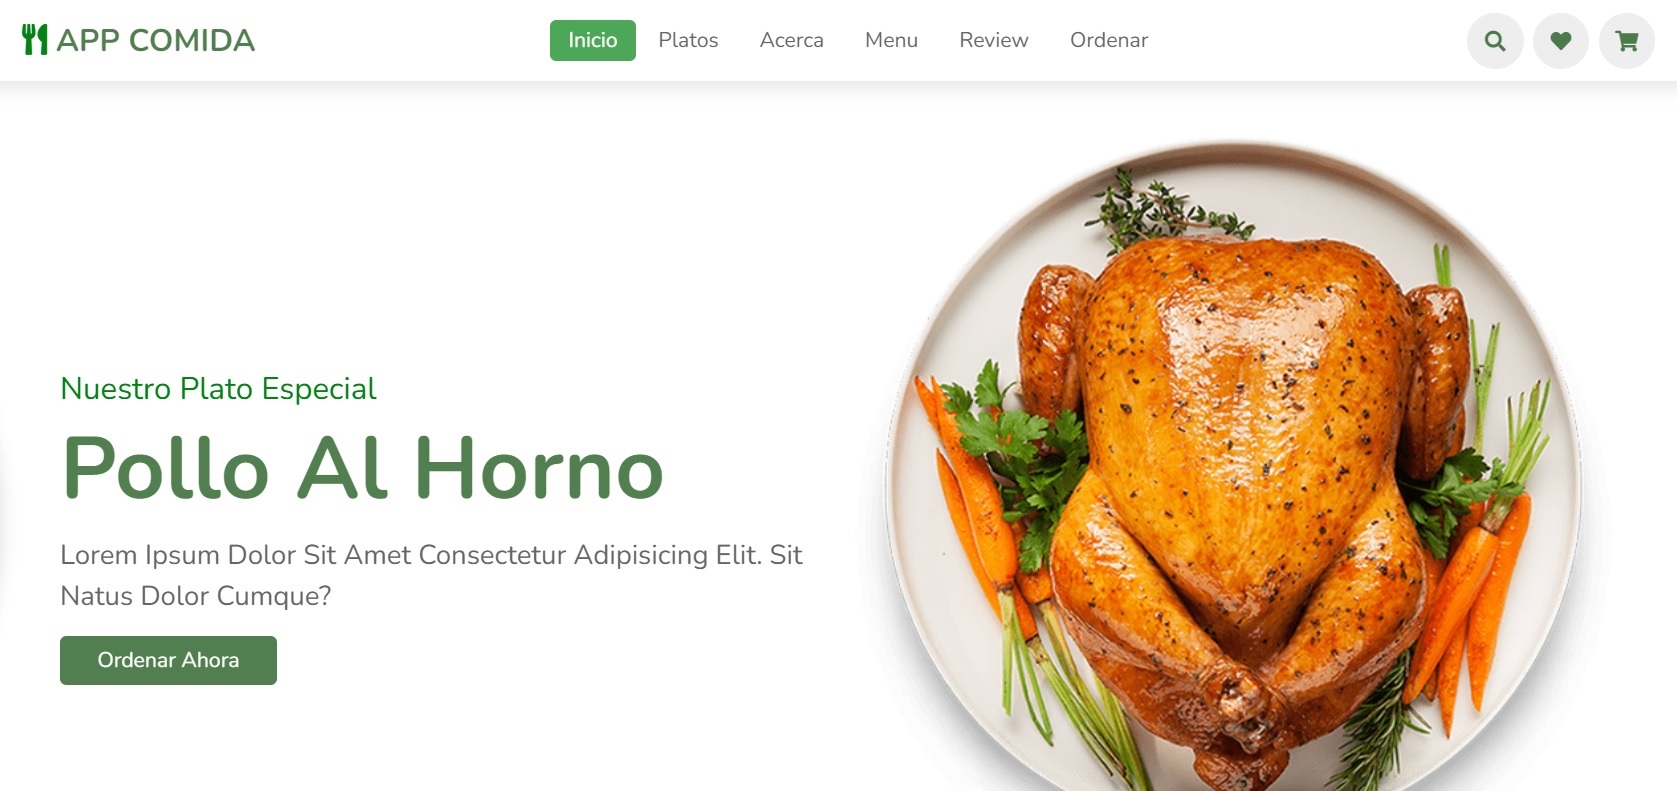 APP COMIDA
Inicio Platos Acerca Menu Review Ordenar
Nuestro Plato Especial
Pollo Al Horno
Lorem Ipsum Dolor Sit Amet Consectetur Adipisicing Elit. Sit
Natus Dolor Cumque?
Ordenar Ahora